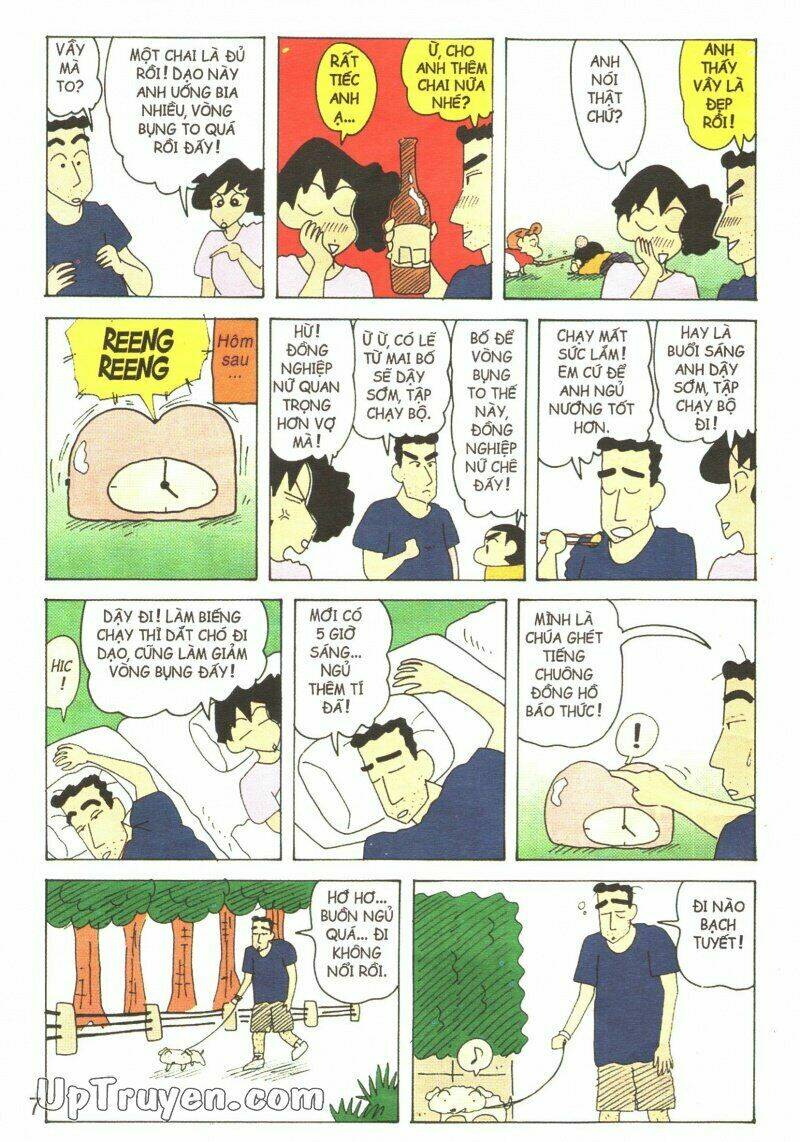 ANH
THẤY
VẬY LÀ
ĐẸP
RỒI!
ANH
NÓI
THẬT
CHỨ?
Ừ, CHO
ANH THÊM
CHAI NỮA
NHÉ?
RẤT
TIẾC
ANH
Ạ...
MỘT CHAI LÀ ĐỦ
RỒI! DẠO NÀY
ANH UỐNG BIA
NHIỀU, VÒNG
BỤNG TO QUÁ
RỒI ĐẤY!
VẦY
MÀ
TO?
HAY LÀ
BUỔI SÁNG
ANH DẬY
SỚM, TẬP
CHẠY BỘ
ĐI!
CHẠY MẤT
SỨC LẮM!
EM CỨ ĐỂ
ANH NGỦ
NƯỚNG TỐT
HƠN.
BỐ ĐỂ
VÒNG
BỤNG
TO THẾ
NÀY,
ĐỒNG
NGHIỆP
NỮ CHÊ
ĐẤY!
Ừ Ừ, CÓ LẼ
TỪ MAI BỐ
SẼ DẬY
SỚM, TẬP
CHẠY BỘ.
HỪ!
ĐỒNG
NGHIỆP
NỮ QUAN
TRỌNG
HƠN VỢ
MÀ!
Hôm
sau
...
REENG
REENG
MÌNH LÀ
CHÚA GHÉT
TIẾNG
CHUÔNG
ĐỒNG HỒ
BÁO THỨC!
!
MỚI CÓ
5 GIỜ
SÁNG...
NGỦ
THÊM TÍ
ĐÃ!
DẬY ĐI! LÀM BIẾNG
CHẠY THÌ DẮT CHÓ ĐI
DẠO, CŨNG LÀM GIẢM
VÒNG BỤNG ĐẤY!
HIC
!
ĐI NÀO
BẠCH
TUYẾT!
HƠ HƠ...
BUỒN NGỦ
QUÁ... ĐI
KHÔNG
NỔI RỒI.
7
UpTruyen.com